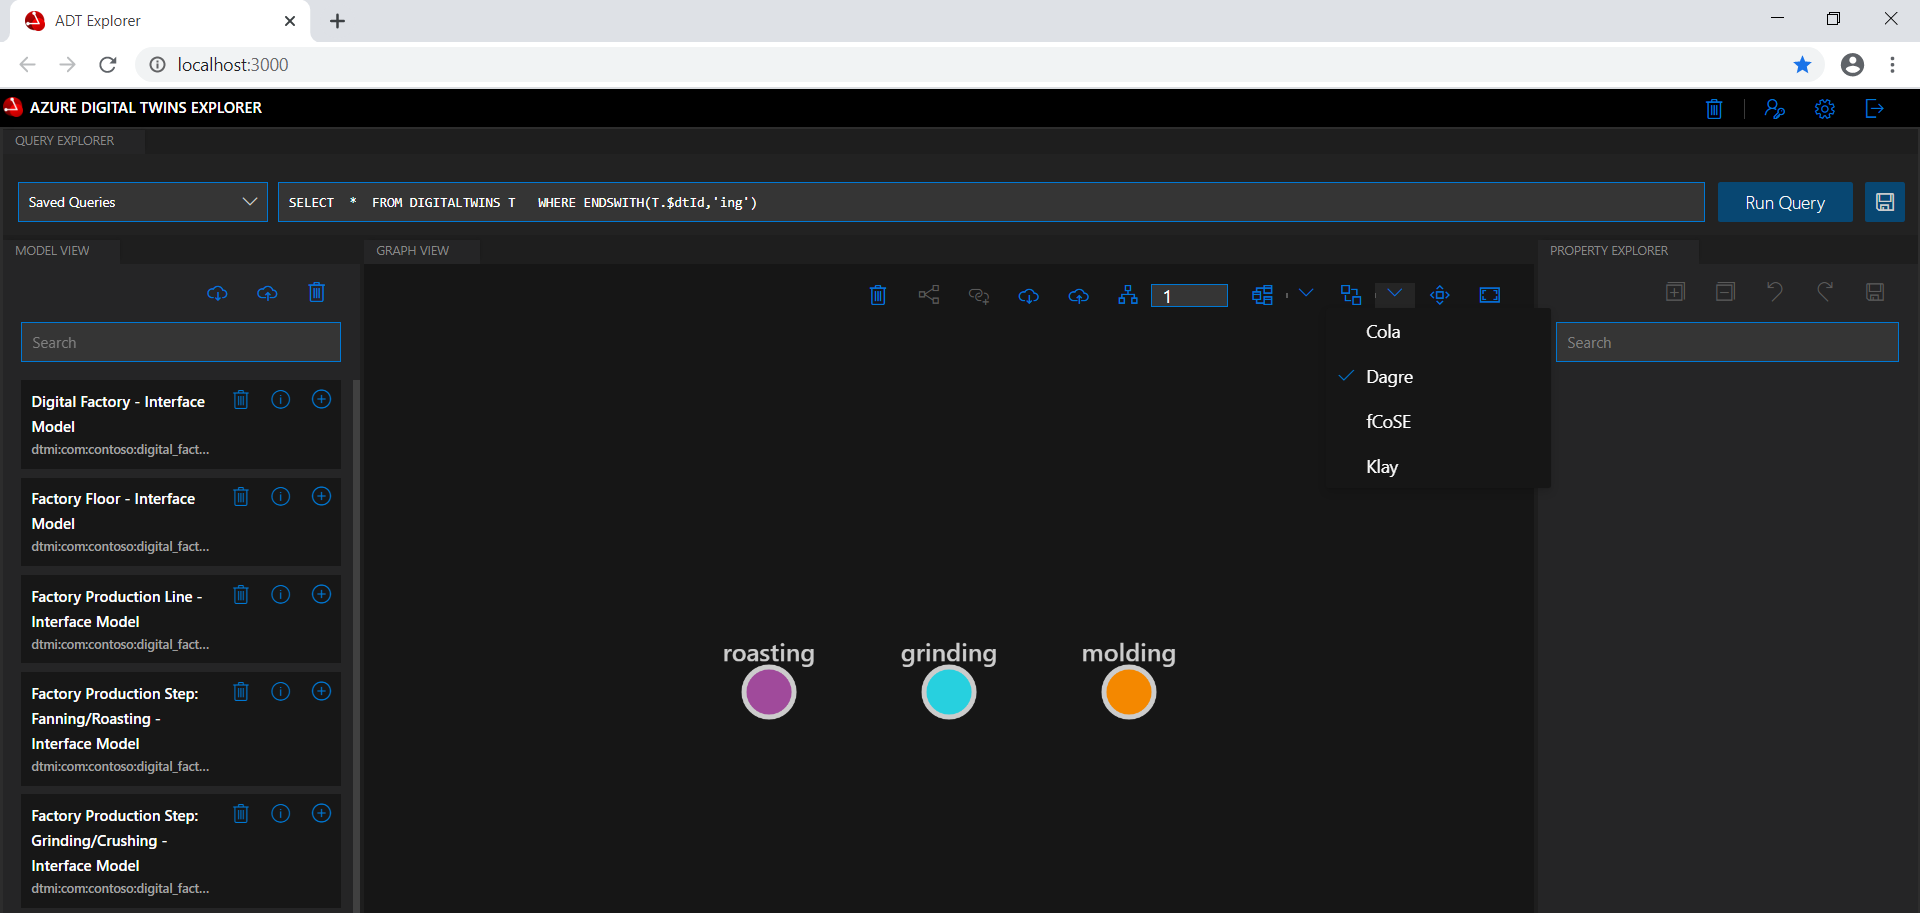 ADT Explorer
localhost:3000
AZURE DIGITAL TWINS EXPLORER
QUERY EXPLORER
Saved Queries
SELECT * FROM DIGITALTWINS T WHERE ENDSWITH(T.$dtId,'ing')
Run Query
MODEL VIEW
GRAPH VIEW
PROPERTY EXPLORER
1
Search
Search
Cola
Dagre
fCoSE
Klay
Digital Factory - Interface
Model
dtmi:com:contoso:digital_fact...
Factory Floor - Interface
Model
dtmi:com:contoso:digital_fact...
Factory Production Line -
Interface Model
dtmi:com:contoso:digital_fact...
Factory Production Step:
Fanning/Roasting -
Interface Model
dtmi:com:contoso:digital_fact...
Factory Production Step:
Grinding/Crushing -
Interface Model
dtmi:com:contoso:digital_fact...
roasting
grinding
molding